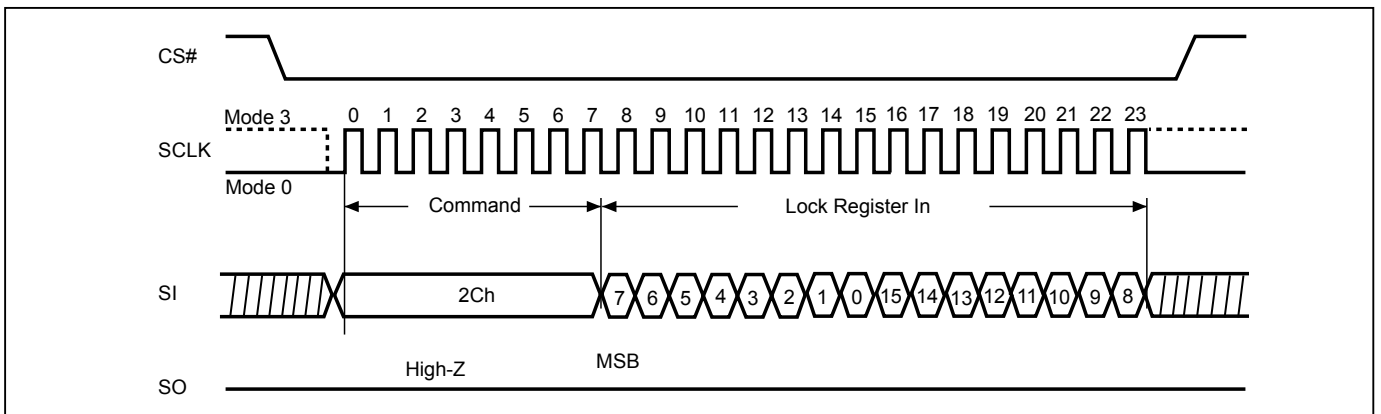 CS#
Mode 3 0 1 2 3 4 5 6 7 8 9 10 11 12 13 14 15 16 17 18 19 20 21 22 23
SCLK
Mode 0
Command Lock Register In
SI 2Ch 7 6 5 4 3 2 1 0 15 14 13 12 11 10 9 8
High-Z MSB
SO